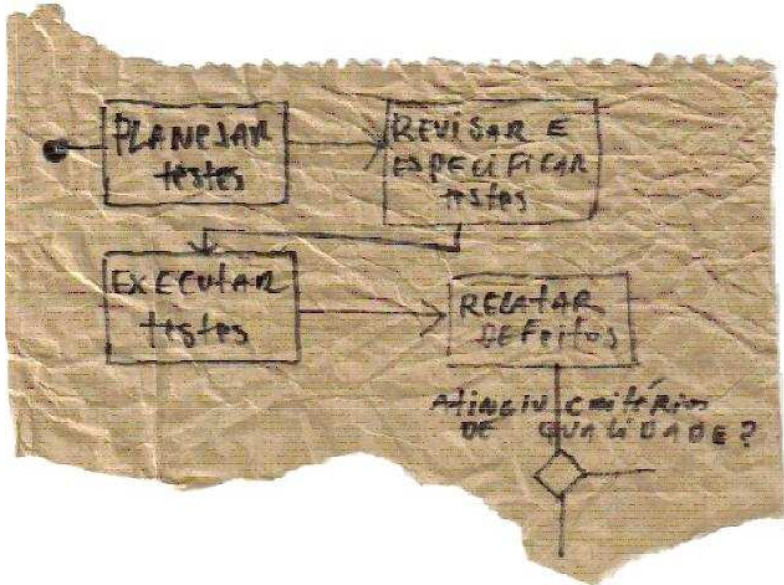 PLANEJAR
testes
REVISAR E
ESPECIFICAR
testes
EXECUTAR
testes
RELATAR
DEFEitos
AtiNGiU CRitÉRios
DE QUALiDADE?